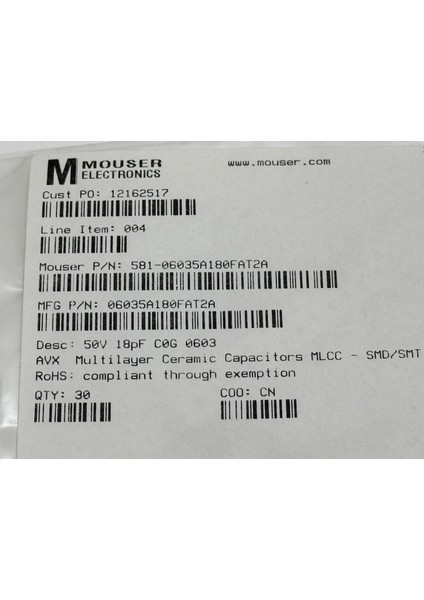 MOUSER
ELECTRONICS
www.mouser.com
Cust PO: 12162517
Line Item: 004
Mouser P/N: 581-06035A180FAT2A
MFG P/N: 06035A180FAT2A
Desc: 50V 18pF C0G 0603
AVX Multilayer Ceramic Capacitors MLCC - SMD/SMT
RoHS: compliant through exemption
QTY: 30 COO: CN